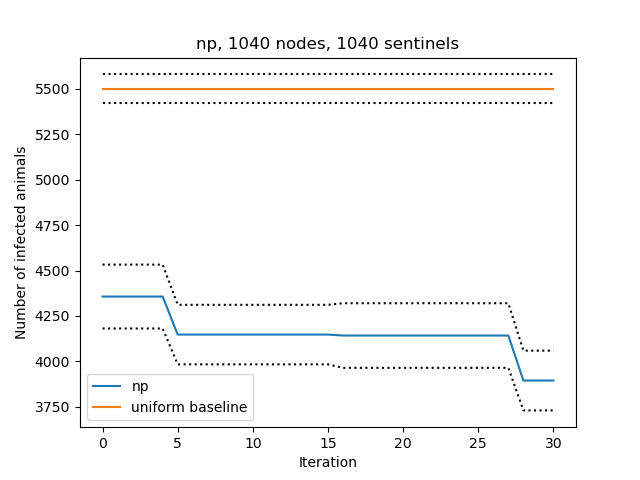 np, 1040 nodes, 1040 sentinels
Number of infected animals
5500
5250
5000
4750
4500
4250
4000
3750
np
uniform baseline
0 5 10 15 20 25 30
Iteration